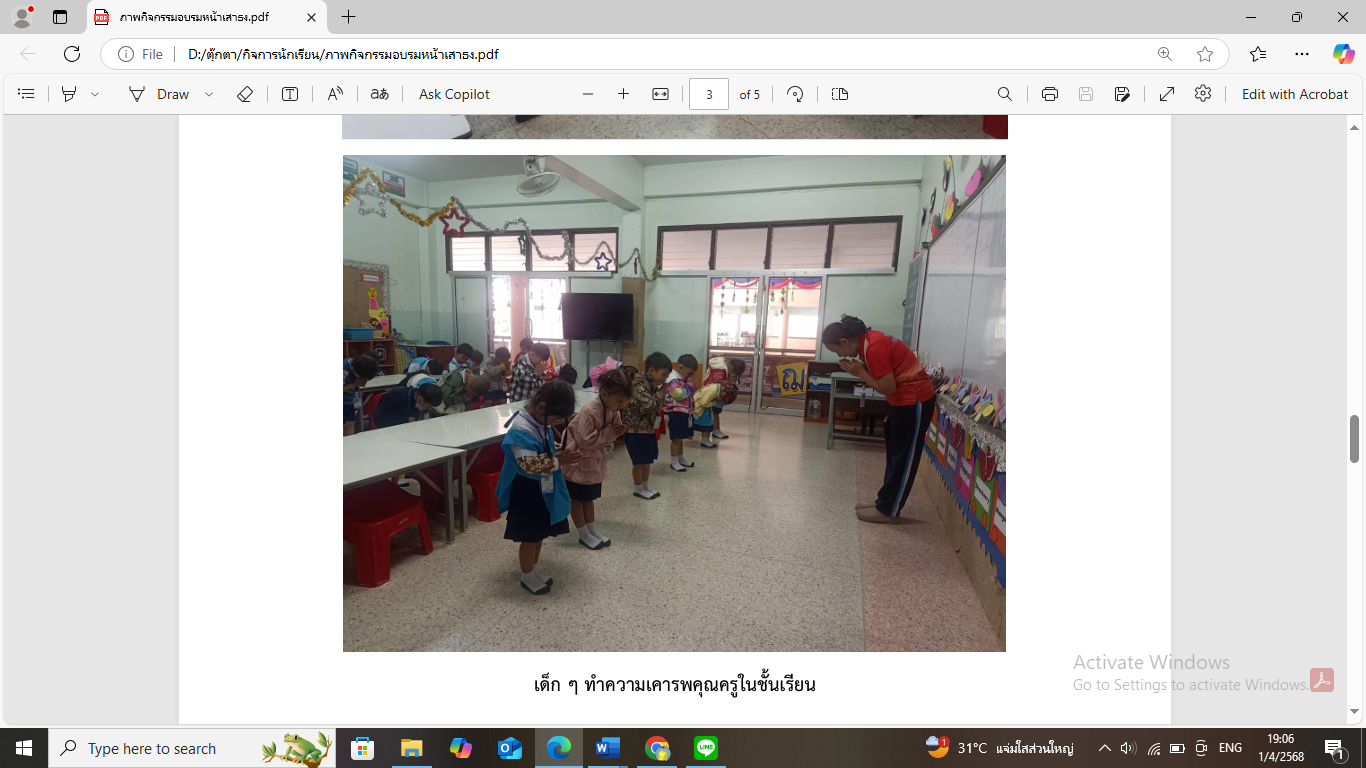 ภาพกิจกรรมอบรมหน้าเสาธง.pdf
File
D:/ตุ๊กตา/กิจการนักเรียน/ภาพกิจกรรมอบรมหน้าเสาธง.pdf
Draw
aあ
Ask Copilot
3
of 5
Edit with Acrobat
ฌ
เด็ก ๆ ทำความเคารพคุณครูในชั้นเรียน
Activate Windows
Go to Settings to activate Windows.
Type here to search
1
31°C แจ่มใสส่วนใหญ่
ENG
19:06
1/4/2568
1